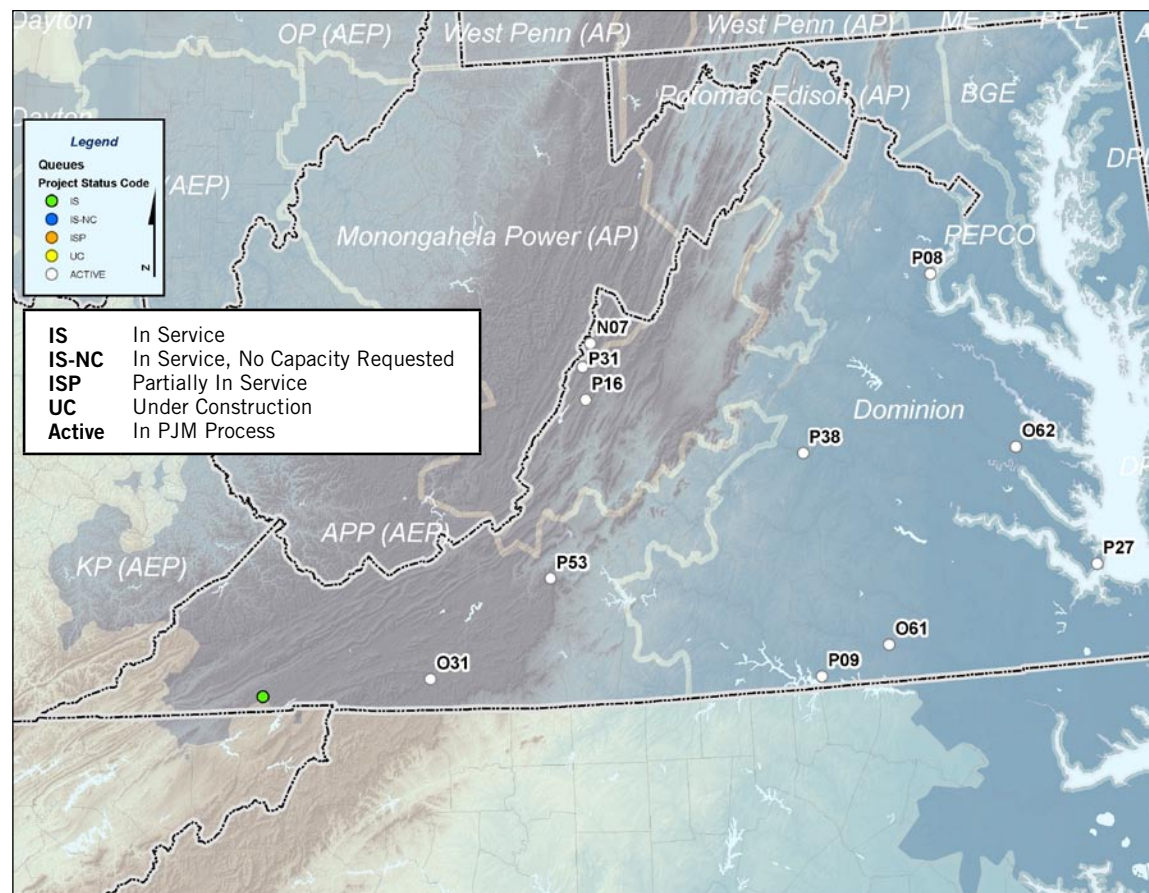 Dayton
OP (AEP)
West Penn (AP)
West Penn (AP)
ME
PPL
Dayton
Potomac Edison (AP)
BGE
Legend
Queues
Project Status Code
IS
IS-NC
ISP
UC
ACTIVE
N
(AEP)
Monongahela Power (AP)
PEPCO
P08
IS In Service
IS-NC In Service, No Capacity Requested
ISP Partially In Service
UC Under Construction
Active In PJM Process
N07
P31
P16
Dominion
P38
O62
APP (AEP)
KP (AEP)
P53
P27
O61
O31
P09